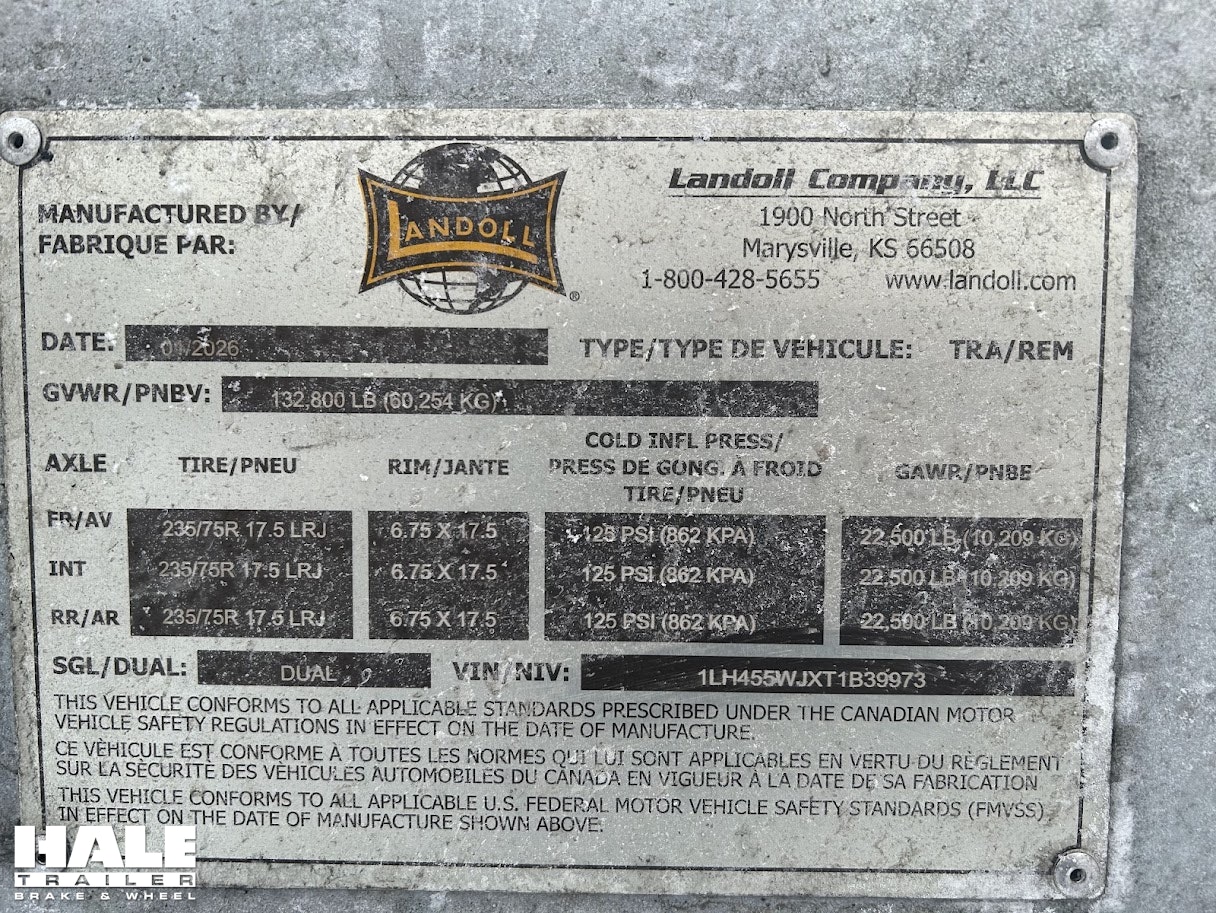 LANDOLL
®
Landoll Company, LLC
1900 North Street
Marysville, KS 66508
1-800-428-5655 www.landoll.com
MANUFACTURED BY/
FABRIQUE PAR:
DATE: 01/2026
TYPE/TYPE DE VEHICULE: TRA/REM
GVWR/PNBV: 132,800 LB (60,254 KG)
AXLE TIRE/PNEU RIM/JANTE COLD INFL PRESS/
PRESS DE GONG. À FROID
TIRE/PNEU GAWR/PNBE
FR/AV 235/75R 17.5 LRJ 6.75 X 17.5 125 PSI (862 KPA) 22,500 LB (10,209 KG)
INT 235/75R 17.5 LRJ 6.75 X 17.5 125 PSI (862 KPA) 22,500 LB (10,209 KG)
RR/AR 235/75R 17.5 LRJ 6.75 X 17.5 125 PSI (862 KPA) 22,500 LB (10,209 KG)
SGL/DUAL: DUAL VIN/NIV: 1LH455WJXT1B39973
THIS VEHICLE CONFORMS TO ALL APPLICABLE STANDARDS PRESCRIBED UNDER THE CANADIAN MOTOR
VEHICLE SAFETY REGULATIONS IN EFFECT ON THE DATE OF MANUFACTURE.
CE VÈHICULE EST CONFORME À TOUTES LES NORMES QUI LUI SONT APPLICABLES EN VERTU DU RÈGLEMENT
SUR LA SÈCURITÈ DES VÈHICULES AUTOMOBILES DU CANADA EN VIGUEUR À LA DATE DE SA FABRICATION
THIS VEHICLE CONFORMS TO ALL APPLICABLE U.S. FEDERAL MOTOR VEHICLE SAFETY STANDARDS (FMVSS)
IN EFFECT ON THE DATE OF MANUFACTURE SHOWN ABOVE.
HALE
TRAILER
BRAKE & WHEEL